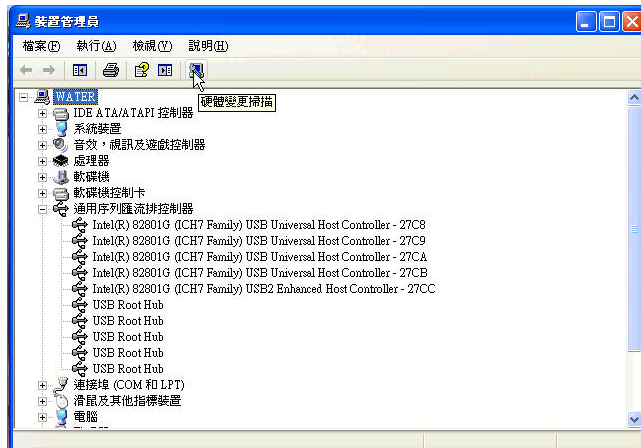 裝置管理員
檔案(F) 執行(A) 檢視(V) 說明(H)
硬體變更掃描
WATER
IDE ATA/ATAPI 控制器
系統裝置
音效，視訊及遊戲控制器
處理器
軟碟機
軟碟機控制卡
通用序列匯流排控制器
Intel(R) 82801G (ICH7 Family) USB Universal Host Controller - 27C8
Intel(R) 82801G (ICH7 Family) USB Universal Host Controller - 27C9
Intel(R) 82801G (ICH7 Family) USB Universal Host Controller - 27CA
Intel(R) 82801G (ICH7 Family) USB Universal Host Controller - 27CB
Intel(R) 82801G (ICH7 Family) USB2 Enhanced Host Controller - 27CC
USB Root Hub
USB Root Hub
USB Root Hub
USB Root Hub
USB Root Hub
連接埠 (COM 和 LPT)
滑鼠及其他指標裝置
電腦